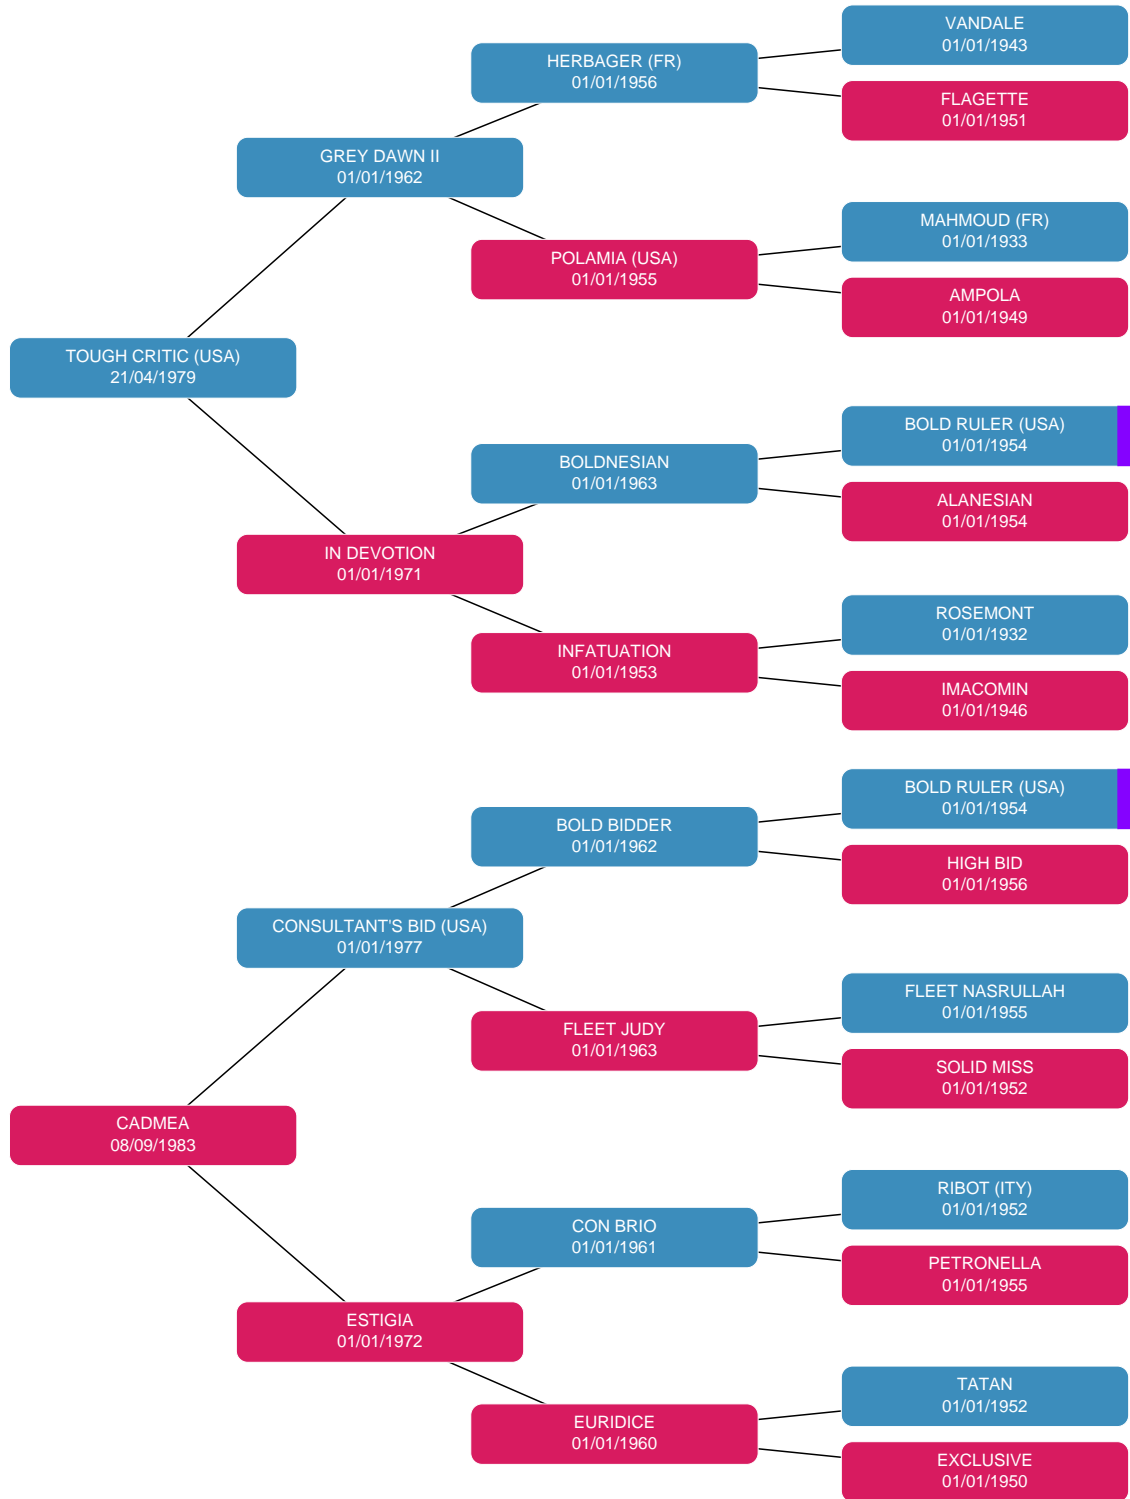 VANDALE
01/01/1943
HERBAGER (FR)
01/01/1956
FLAGETTE
01/01/1951
GREY DAWN II
01/01/1962
MAHMOUD (FR)
01/01/1933
POLAMIA (USA)
01/01/1955
AMPOLA
01/01/1949
TOUGH CRITIC (USA)
21/04/1979
BOLD RULER (USA)
01/01/1954
BOLDNESIAN
01/01/1963
ALANESIAN
01/01/1954
IN DEVOTION
01/01/1971
ROSEMONT
01/01/1932
INFATUATION
01/01/1953
IMACOMIN
01/01/1946
BOLD RULER (USA)
01/01/1954
BOLD BIDDER
01/01/1962
HIGH BID
01/01/1956
CONSULTANT'S BID (USA)
01/01/1977
FLEET NASRULLAH
01/01/1955
FLEET JUDY
01/01/1963
SOLID MISS
01/01/1952
CADMEA
08/09/1983
RIBOT (ITY)
01/01/1952
CON BRIO
01/01/1961
PETRONELLA
01/01/1955
ESTIGIA
01/01/1972
TATAN
01/01/1952
EURIDICE
01/01/1960
EXCLUSIVE
01/01/1950